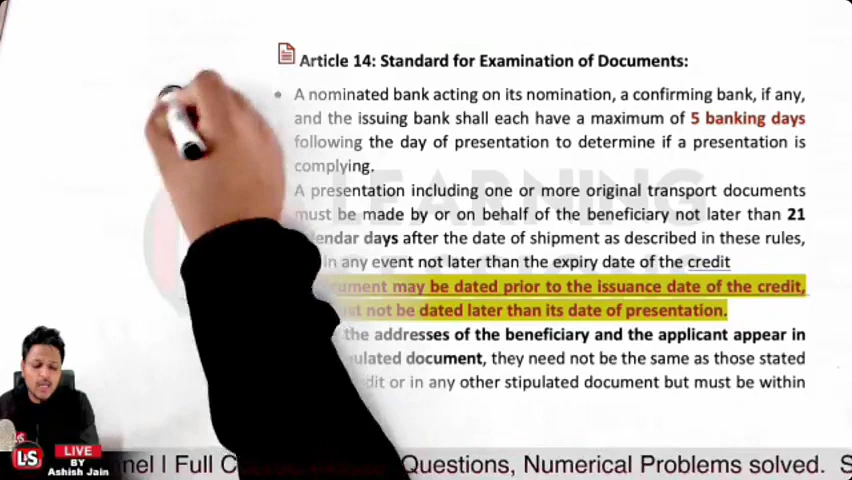 Article 14: Standard for Examination of Documents:
• A nominated bank acting on its nomination, a confirming bank, if any,
and the issuing bank shall each have a maximum of 5 banking days
following the day of presentation to determine if a presentation is
complying.
A presentation including one or more original transport documents
must be made by or on behalf of the beneficiary not later than 21
endar days after the date of shipment as described in these rules,
in any event not later than the expiry date of the credit
cument may be dated prior to the issuance date of the credit,
st not be dated later than its date of presentation.
the addresses of the beneficiary and the applicant appear in
ulated document, they need not be the same as those stated
dit or in any other stipulated document but must be within
LEARNING
LS
LIVE
BY
Ashish Jain
nnel | Full C Questions, Numerical Problems solved. S